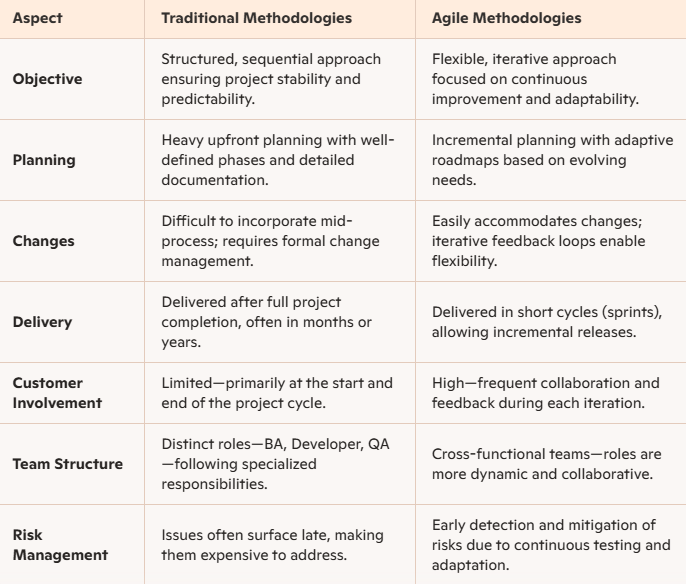 Aspect
Traditional Methodologies
Agile Methodologies
Objective
Structured, sequential approach
ensuring project stability and
predictability.
Flexible, iterative approach
focused on continuous
improvement and adaptability.
Planning
Heavy upfront planning with well-
defined phases and detailed
documentation.
Incremental planning with adaptive
roadmaps based on evolving
needs.
Changes
Difficult to incorporate mid-
process; requires formal change
management.
Easily accommodates changes;
iterative feedback loops enable
flexibility.
Delivery
Delivered after full project
completion, often in months or
years.
Delivered in short cycles (sprints),
allowing incremental releases.
Customer
Involvement
Limited—primarily at the start and
end of the project cycle.
High—frequent collaboration and
feedback during each iteration.
Team Structure
Distinct roles—BA, Developer, QA
—following specialized
responsibilities.
Cross-functional teams—roles are
more dynamic and collaborative.
Risk
Management
Issues often surface late, making
them expensive to address.
Early detection and mitigation of
risks due to continuous testing and
adaptation.